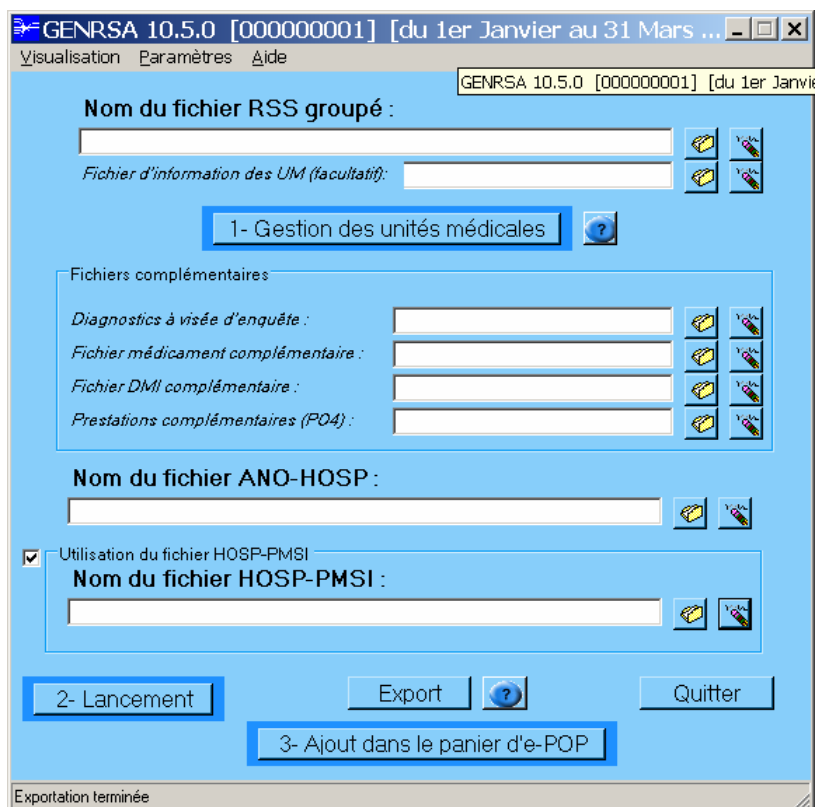 GENRSA 10.5.0 [000000001] [du 1er Janvier au 31 Mars ...
Visualisation Paramètres Aide
GENRSA 10.5.0 [000000001] [du 1er Janvie
Nom du fichier RSS groupé :
Fichier d'information des UM (facultatif):
1- Gestion des unités médicales
?
Fichiers complémentaires
Diagnostics à visée d'enquête :
Fichier médicament complémentaire :
Fichier DMI complémentaire :
Prestations complémentaires (PO4) :
Nom du fichier ANO-HOSP :
Utilisation du fichier HOSP-PMSI
Nom du fichier HOSP-PMSI :
2- Lancement
Export
?
Quitter
3- Ajout dans le panier d'e-POP
Exportation terminée